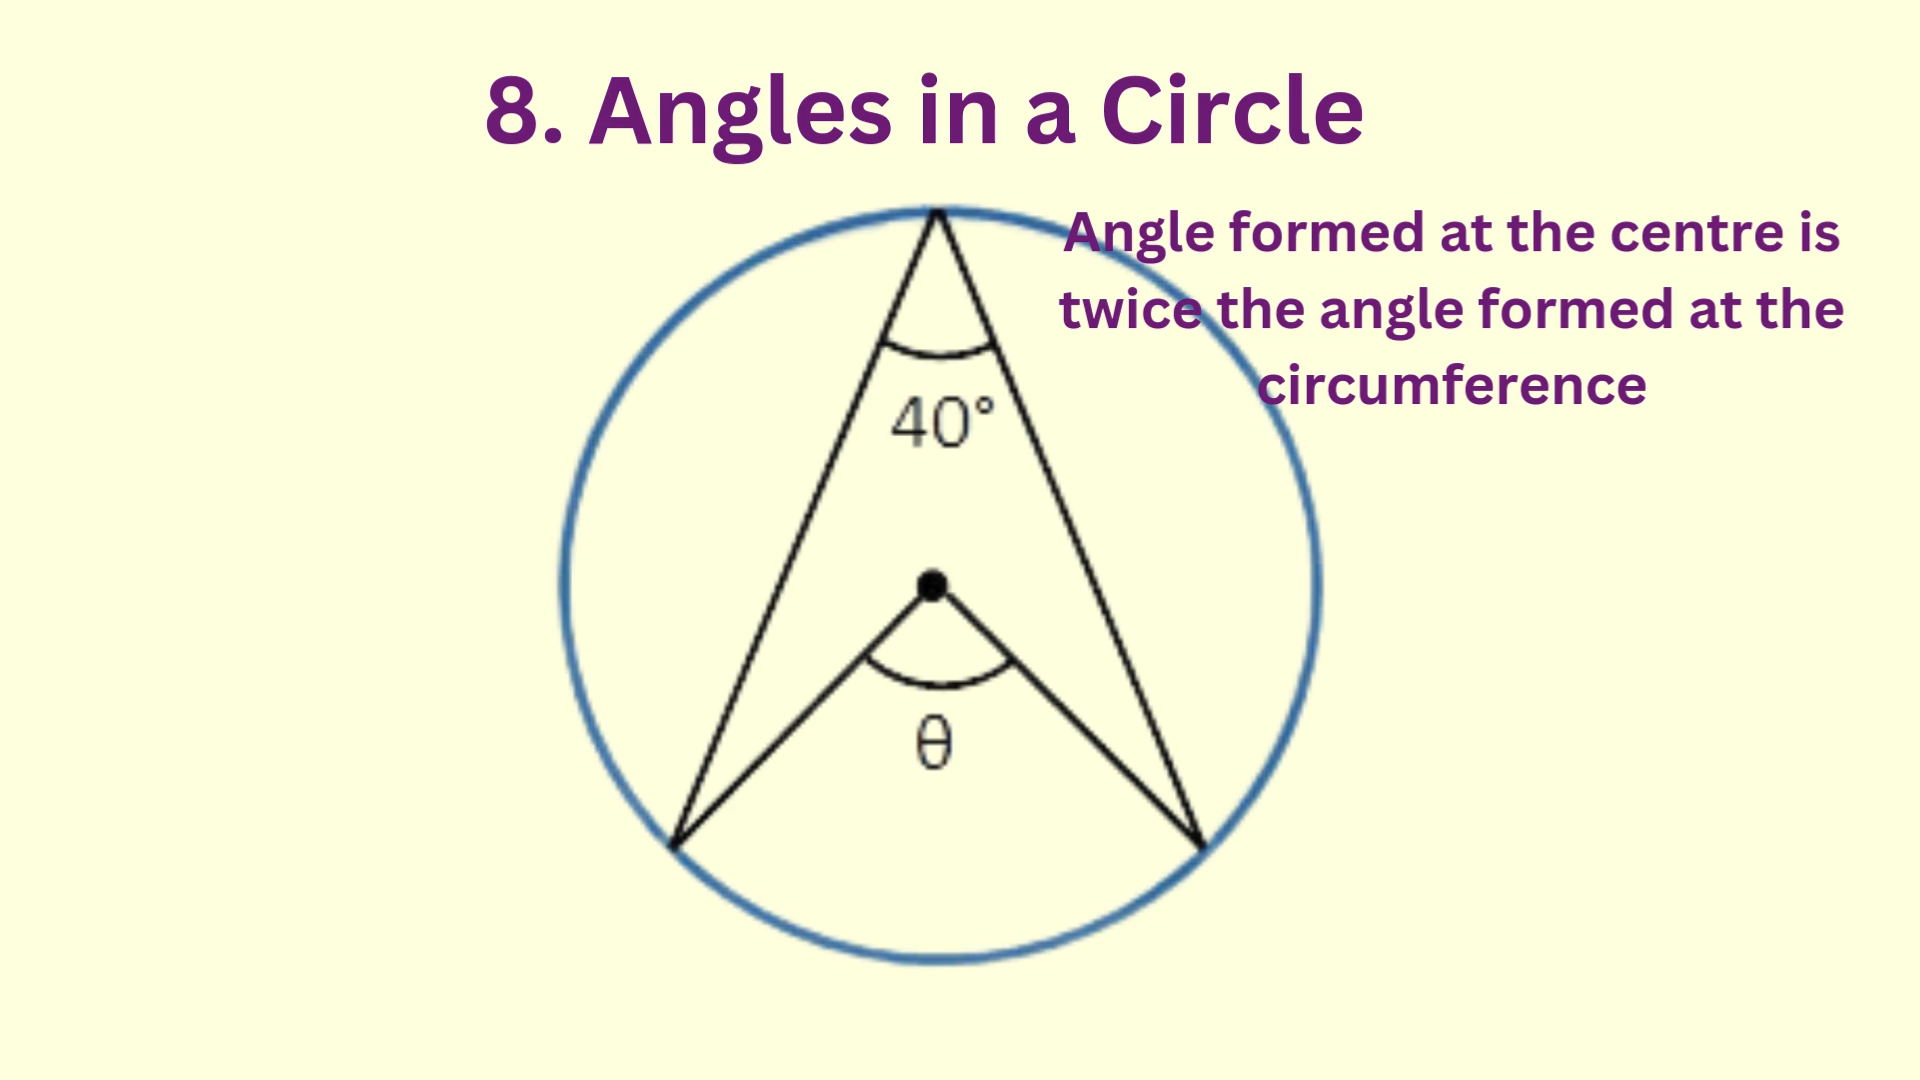 8. Angles in a Circle
Angle formed at the centre is
twice the angle formed at the
circumference
40°
θ